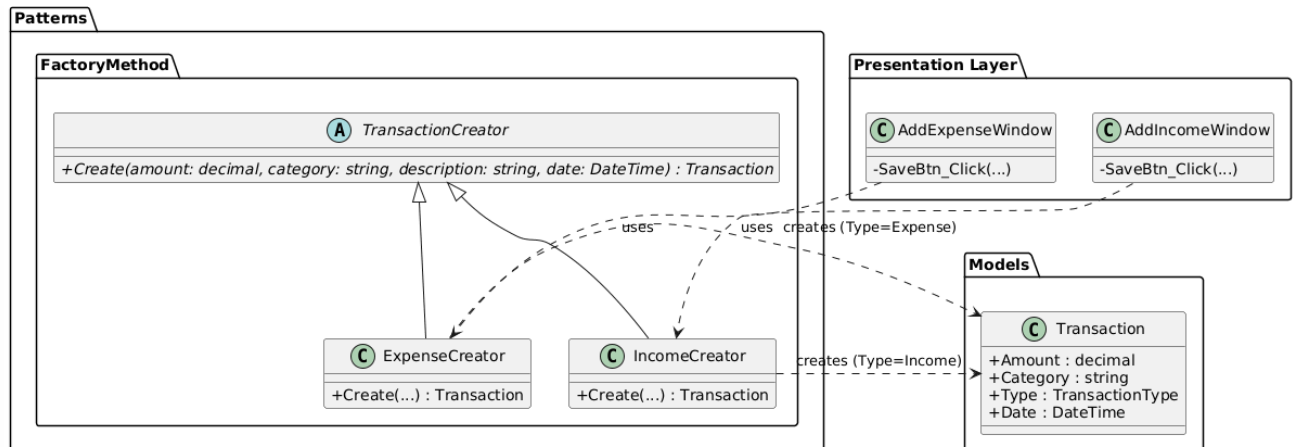 Patterns
FactoryMethod
A TransactionCreator
+Create(amount: decimal, category: string, description: string, date: DateTime) : Transaction
Presentation Layer
C AddExpenseWindow
-SaveBtn_Click(...)
C AddIncomeWindow
-SaveBtn_Click(...)
uses
uses
creates (Type=Expense)
Models
C Transaction
+Amount : decimal
+Category : string
+Type : TransactionType
+Date : DateTime
C ExpenseCreator
+Create(...) : Transaction
C IncomeCreator
+Create(...) : Transaction
creates (Type=Income)